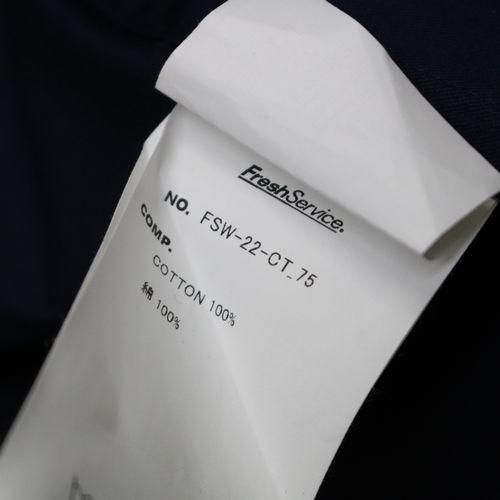 FreshService.
NO. FSW-22-CT_75
COMP.
COTTON 100%
綿 100%